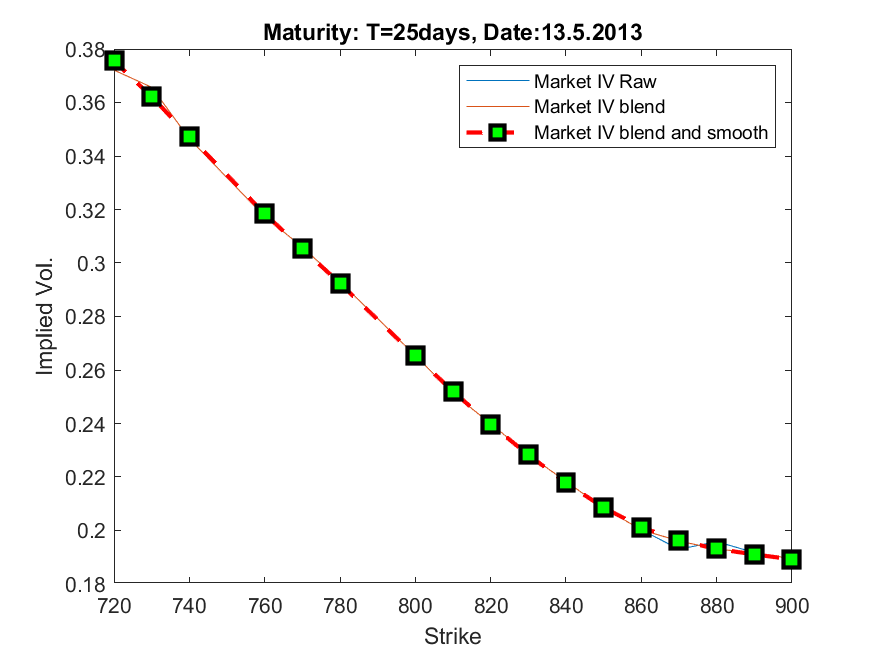 Maturity: T=25days, Date:13.5.2013
0.38
0.36
0.34
0.32
0.3
0.28
0.26
0.24
0.22
0.2
0.18
Implied Vol.
Market IV Raw
Market IV blend
Market IV blend and smooth
720 740 760 780 800 820 840 860 880 900
Strike